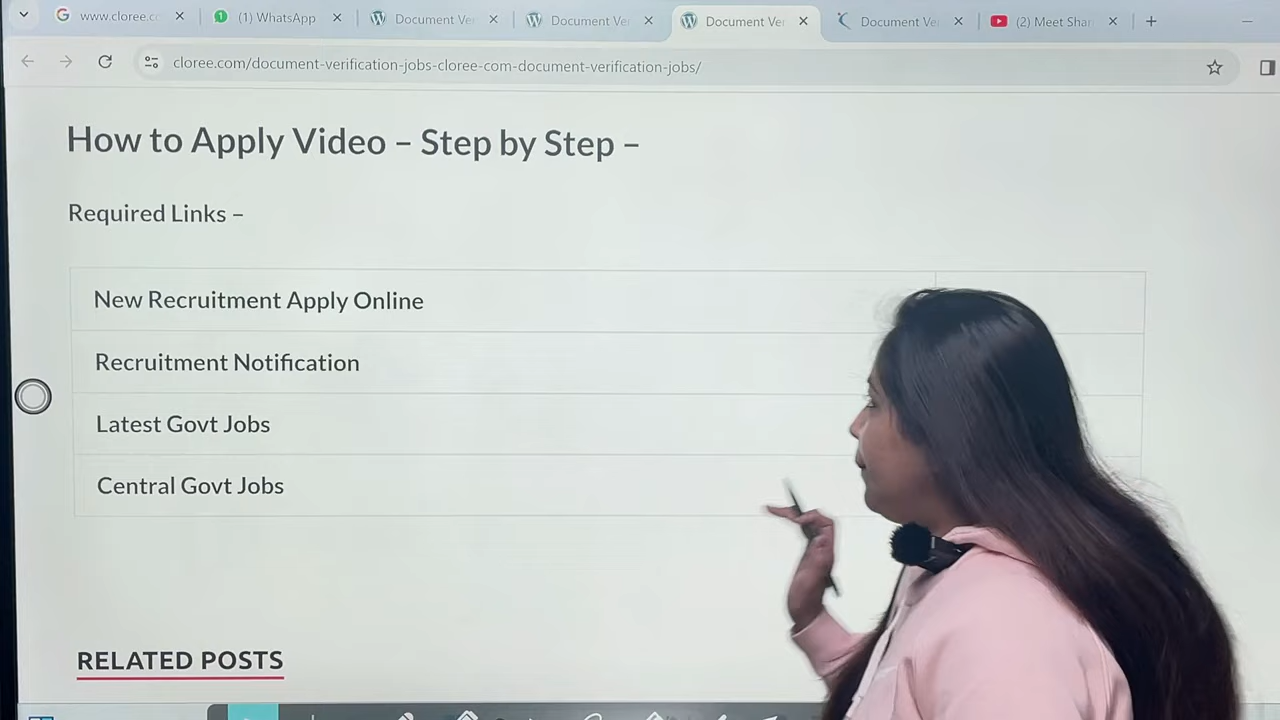 www.cloree.c
(1) WhatsApp
Document Ve
Document Ver
Document Ver
Document Ve
(2) Meet Shar
cloree.com/document-verification-jobs-cloree-com-document-verification-jobs/
How to Apply Video – Step by Step –
Required Links –
New Recruitment Apply Online
Recruitment Notification
Latest Govt Jobs
Central Govt Jobs
RELATED POSTS